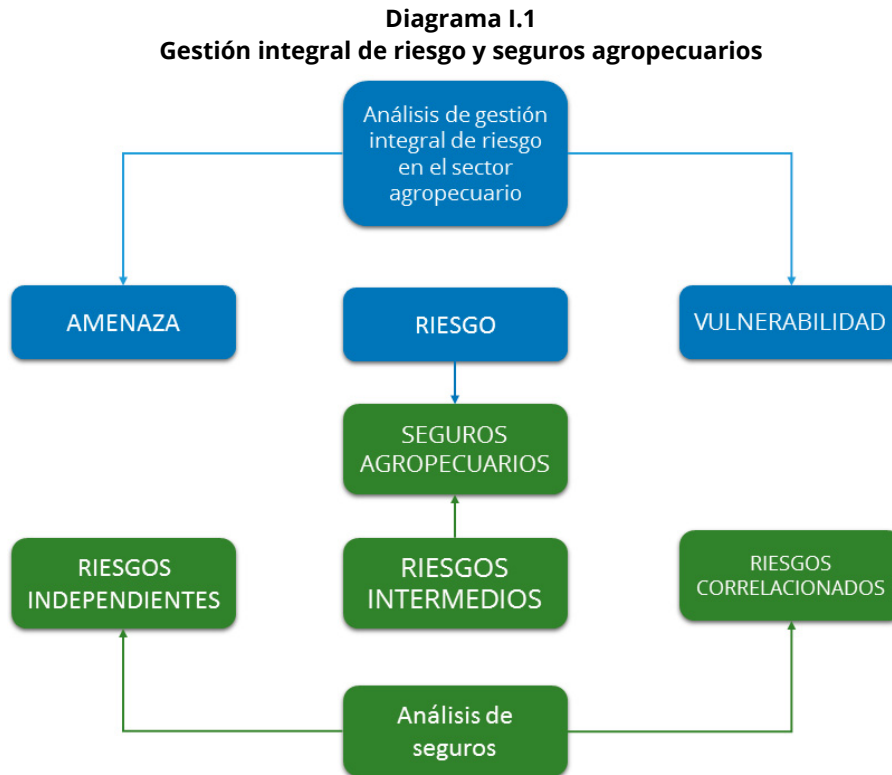 Diagrama I.1
Gestión integral de riesgo y seguros agropecuarios
Análisis de gestión
integral de riesgo
en el sector
agropecuario
AMENAZA
RIESGO
VULNERABILIDAD
SEGUROS
AGROPECUARIOS
RIESGOS
INDEPENDIENTES
RIESGOS
INTERMEDIOS
RIESGOS
CORRELACIONADOS
Análisis de
seguros